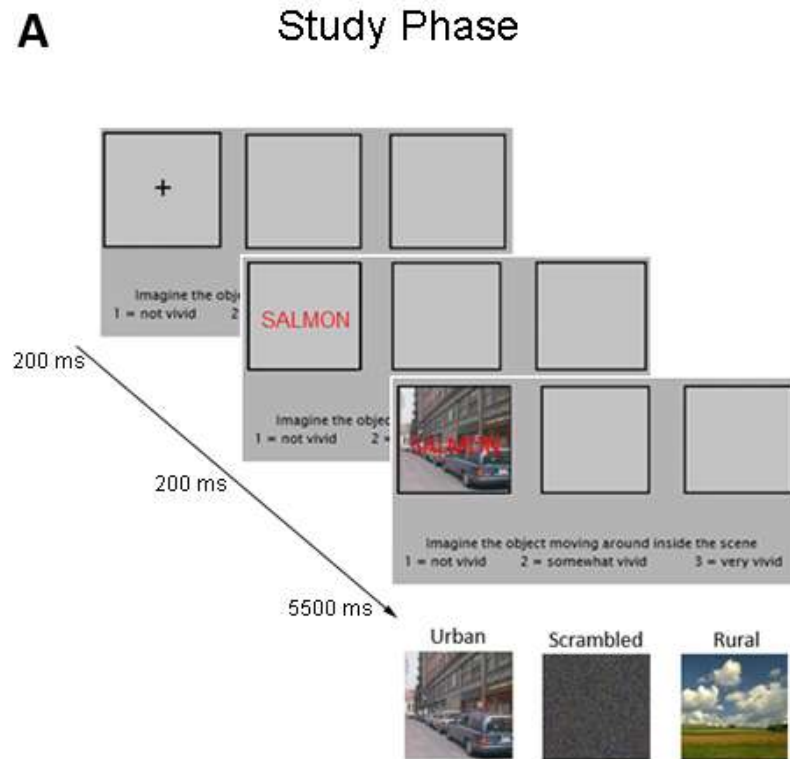 A
Study Phase
+
Imagine the obje
1 = not vivid 2
200 ms
SALMON
Imagine the objec
1 = not vivid 2 =
200 ms
SALMON
Imagine the object moving around inside the scene
1 = not vivid 2 = somewhat vivid 3 = very vivid
5500 ms
Urban Scrambled Rural